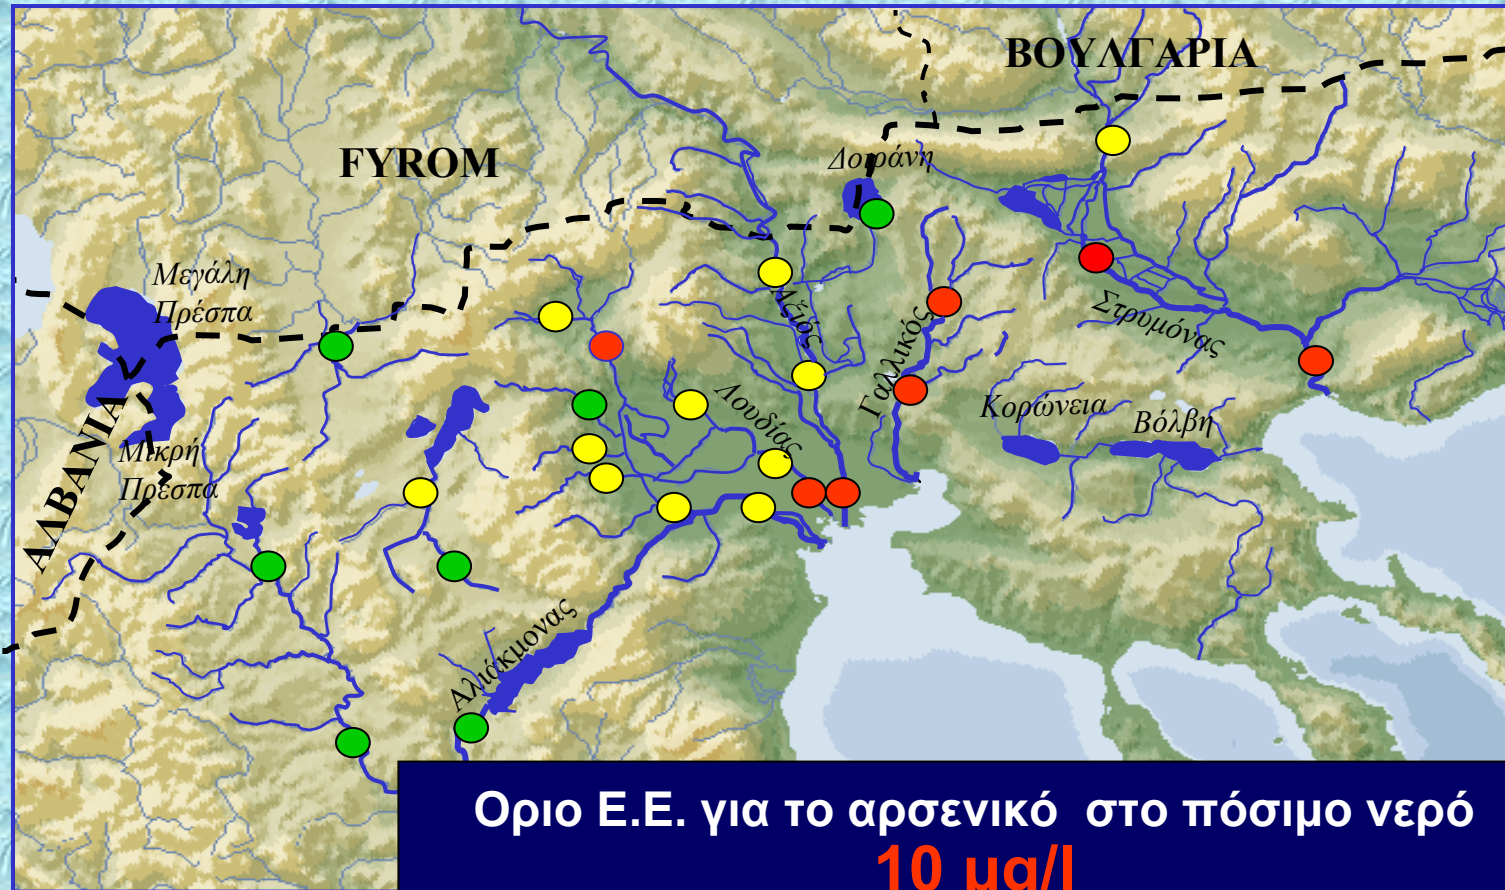 ΒΟΥΛΓΑΡΙΑ
FYROM
Δοϊράνη
Μεγάλη
Πρέσπα
Αξιός
Στρυμόνας
Γαλλικός
Λουδίας
Κορώνεια
Βόλβη
ΑΛΒΑΝΙΑ
Μικρή
Πρέσπα
Αλιάκμονας
Οριο Ε.Ε. για το αρσενικό στο πόσιμο νερό
10 μg/l